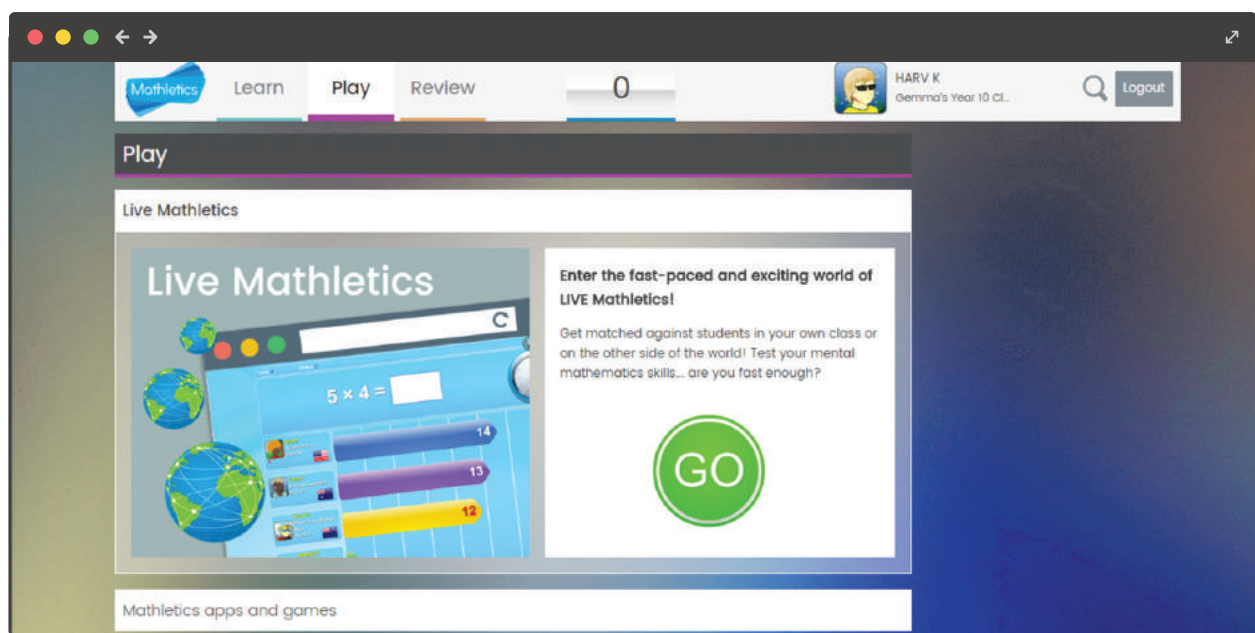 Mathletics
Learn
Play
Review
0
HARV K
Gemma's Year 10 Cl...
Logout
Play
Live Mathletics
Live Mathletics
5 × 4 =
14
13
12
Enter the fast-paced and exciting world of
LIVE Mathletics!
Get matched against students in your own class or
on the other side of the world! Test your mental
mathematics skills... are you fast enough?
GO
Mathletics apps and games